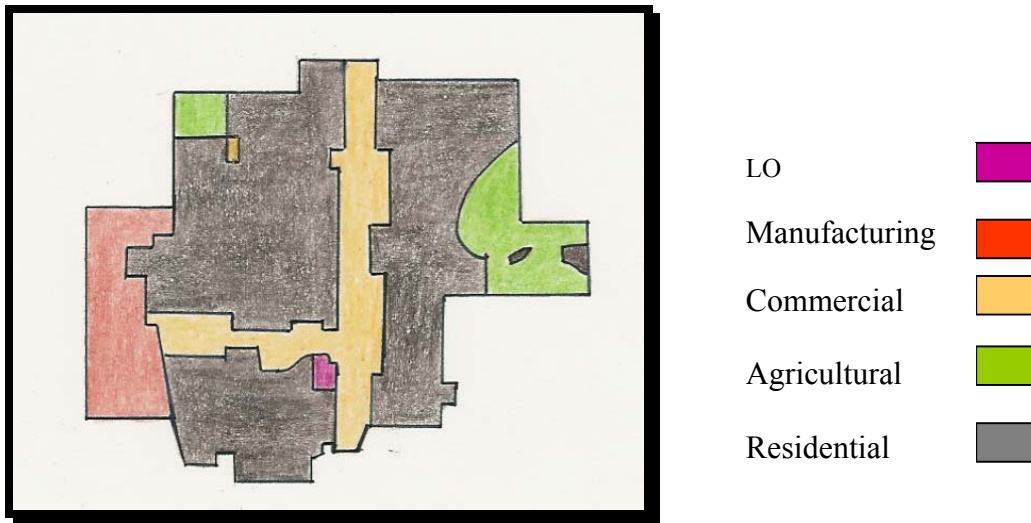 LO
Manufacturing
Commercial
Agricultural
Residential